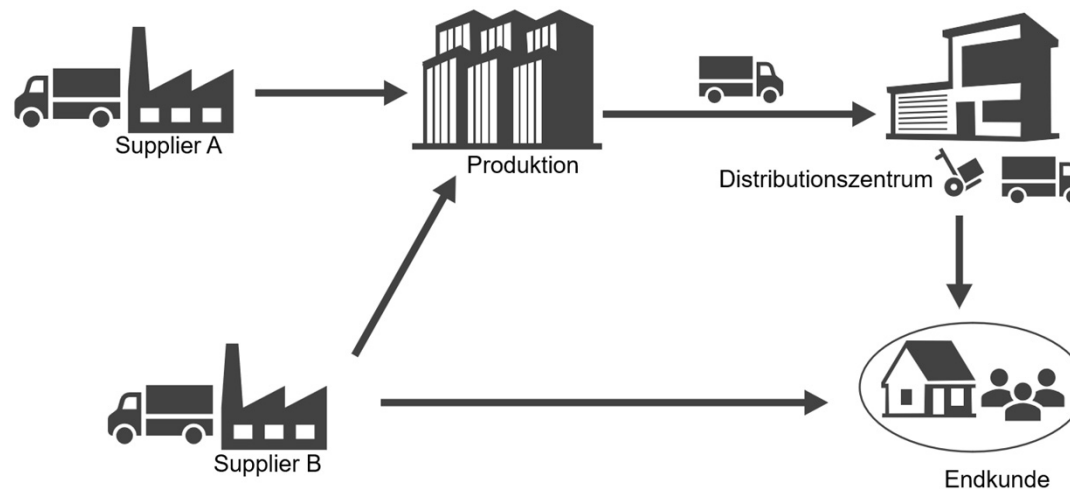 Supplier A
Produktion
Distributionszentrum
Supplier B
Endkunde